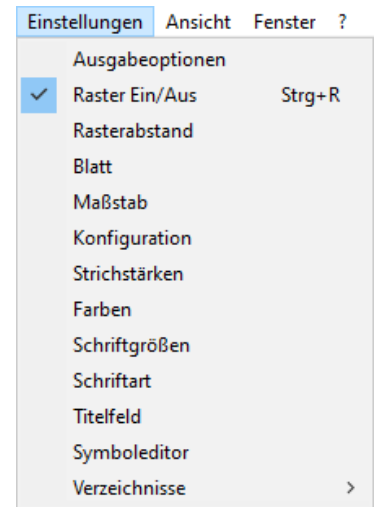 Einstellungen Ansicht Fenster ?
Ausgabeoptionen
Raster Ein/Aus Strg+R
Rasterabstand
Blatt
Maßstab
Konfiguration
Strichstärken
Farben
Schriftgrößen
Schriftart
Titelfeld
Symboleditor
Verzeichnisse